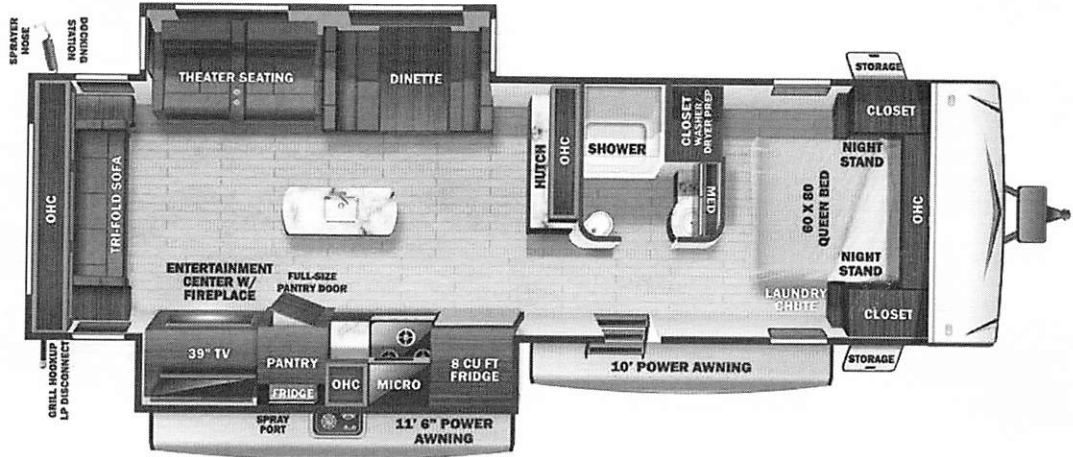 SPRAYER
HOSE
DOCKING
STATION
THEATER SEATING
DINETTE
STORAGE
CLOSET
OHC
TRI-FOLD SOFA
HUTCH
OHC
SHOWER
CLOSET
WASHER/
DRYER PREP
MED
NIGHT
STAND
60 X 80
QUEEN BED
OHC
NIGHT
STAND
ENTERTAINMENT
CENTER W/
FIREPLACE
FULL-SIZE
PANTRY DOOR
LAUNDRY
CHUTE
CLOSET
STORAGE
GRILL HOOKUP
LP DISCONNECT
39" TV
PANTRY
FRIDGE
OHC
MICRO
8 CU FT
FRIDGE
10' POWER AWNING
SPRAY
PORT
11' 6" POWER
AWNING